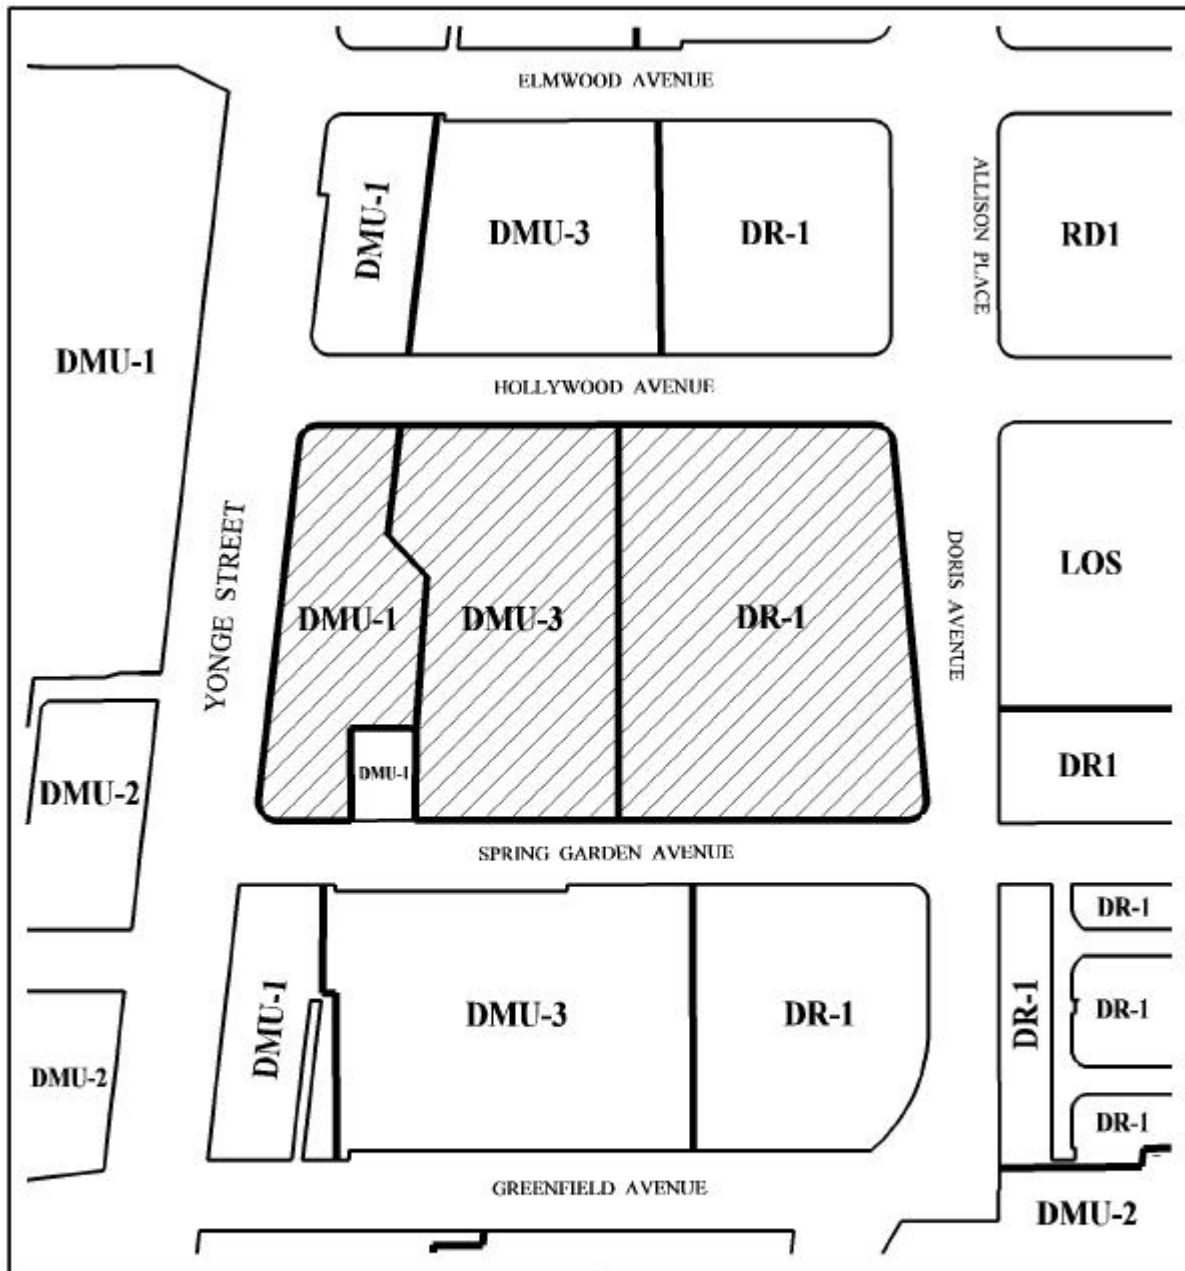 ELMWOOD AVENUE
DMU-1
DMU-1
DMU-3
DR-1
ALLISON PLACE
RD1
HOLLYWOOD AVENUE
YONGE STREET
DMU-1
DMU-3
DR-1
DORIS AVENUE
LOS
DMU-2
DMU-1
DR1
SPRING GARDEN AVENUE
DMU-2
DMU-1
DMU-3
DR-1
DR-1
DR-1
DR-1
DR-1
GREENFIELD AVENUE
DMU-2